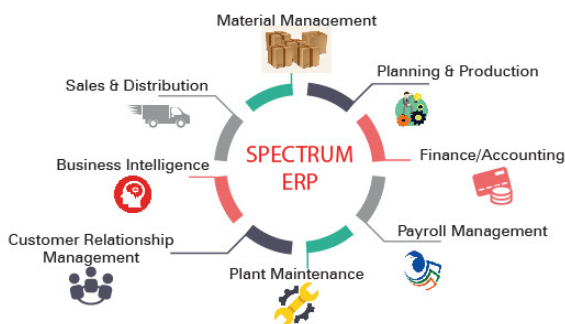 Material Management
Sales & Distribution
Planning & Production
SPECTRUM
ERP
Business Intelligence
Finance/Accounting
Customer Relationship
Management
Payroll Management
Plant Maintenance